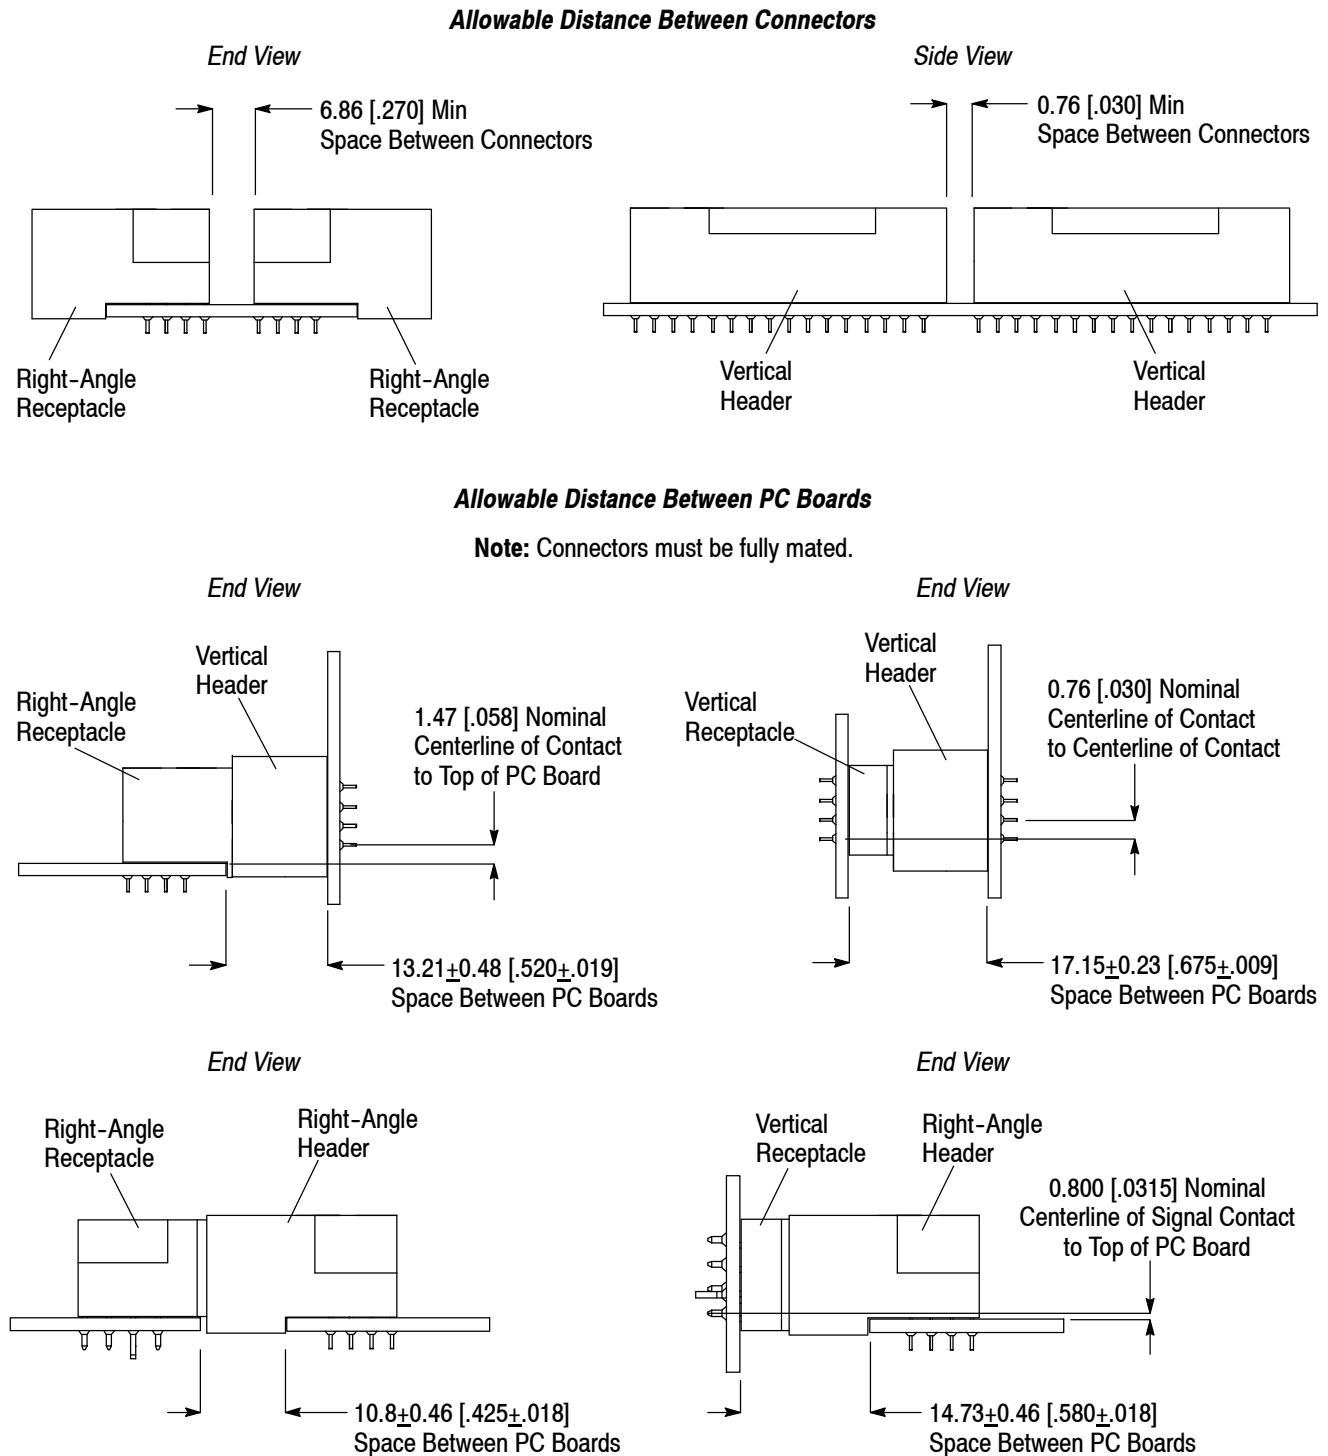 Allowable Distance Between Connectors
End View
Side View
6.86 [.270] Min
Space Between Connectors
0.76 [.030] Min
Space Between Connectors
Right-Angle
Receptacle
Right-Angle
Receptacle
Vertical
Header
Vertical
Header
Allowable Distance Between PC Boards
Note: Connectors must be fully mated.
End View
End View
Right-Angle
Receptacle
Vertical
Header
1.47 [.058] Nominal
Centerline of Contact
to Top of PC Board
13.21±0.48 [.520±.019]
Space Between PC Boards
Vertical
Receptacle
Vertical
Header
0.76 [.030] Nominal
Centerline of Contact
to Centerline of Contact
17.15±0.23 [.675±.009]
Space Between PC Boards
End View
End View
Right-Angle
Receptacle
Right-Angle
Header
10.8±0.46 [.425±.018]
Space Between PC Boards
Vertical
Receptacle
Right-Angle
Header
0.800 [.0315] Nominal
Centerline of Signal Contact
to Top of PC Board
14.73±0.46 [.580±.018]
Space Between PC Boards